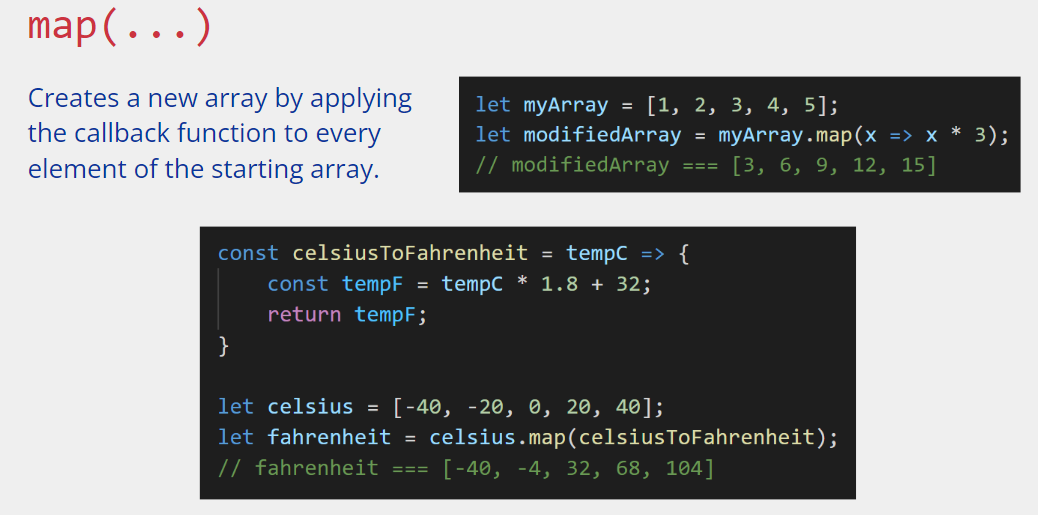 map(...)
Creates a new array by applying
the callback function to every
element of the starting array.
let myArray = [1, 2, 3, 4, 5];
let modifiedArray = myArray.map(x => x * 3);
// modifiedArray === [3, 6, 9, 12, 15]
const celsiusToFahrenheit = tempC => {
    const tempF = tempC * 1.8 + 32;
    return tempF;
}
let celsius = [-40, -20, 0, 20, 40];
let fahrenheit = celsius.map(celsiusToFahrenheit);
// fahrenheit === [-40, -4, 32, 68, 104]